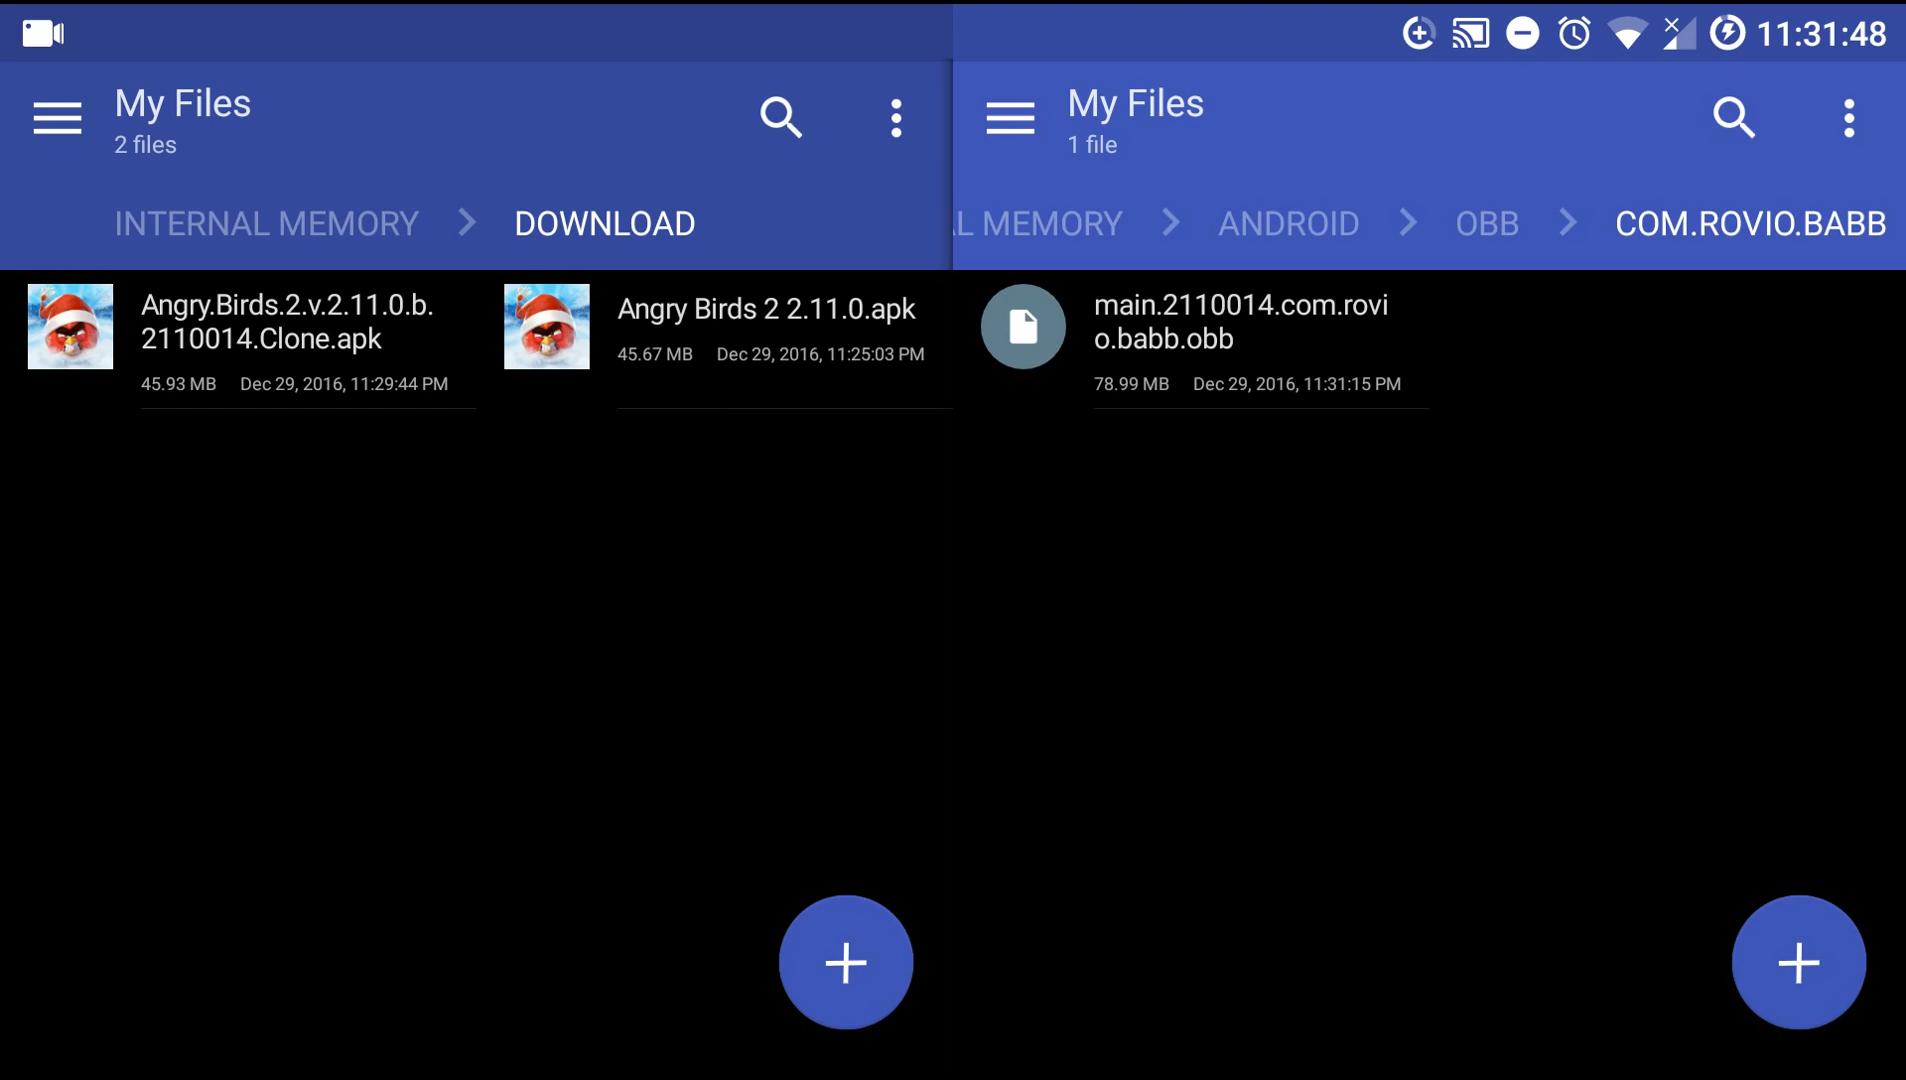 11:31:48
My Files
2 files
INTERNAL MEMORY
DOWNLOAD
Angry.Birds.2.v.2.11.0.b.
2110014.Clone.apk
45.93 MB Dec 29, 2016, 11:29:44 PM
Angry Birds 2 2.11.0.apk
45.67 MB Dec 29, 2016, 11:25:03 PM
My Files
1 file
L MEMORY
ANDROID
OBB
COM.ROVIO.BABB
main.2110014.com.rovi
o.babb.obb
78.99 MB Dec 29, 2016, 11:31:15 PM